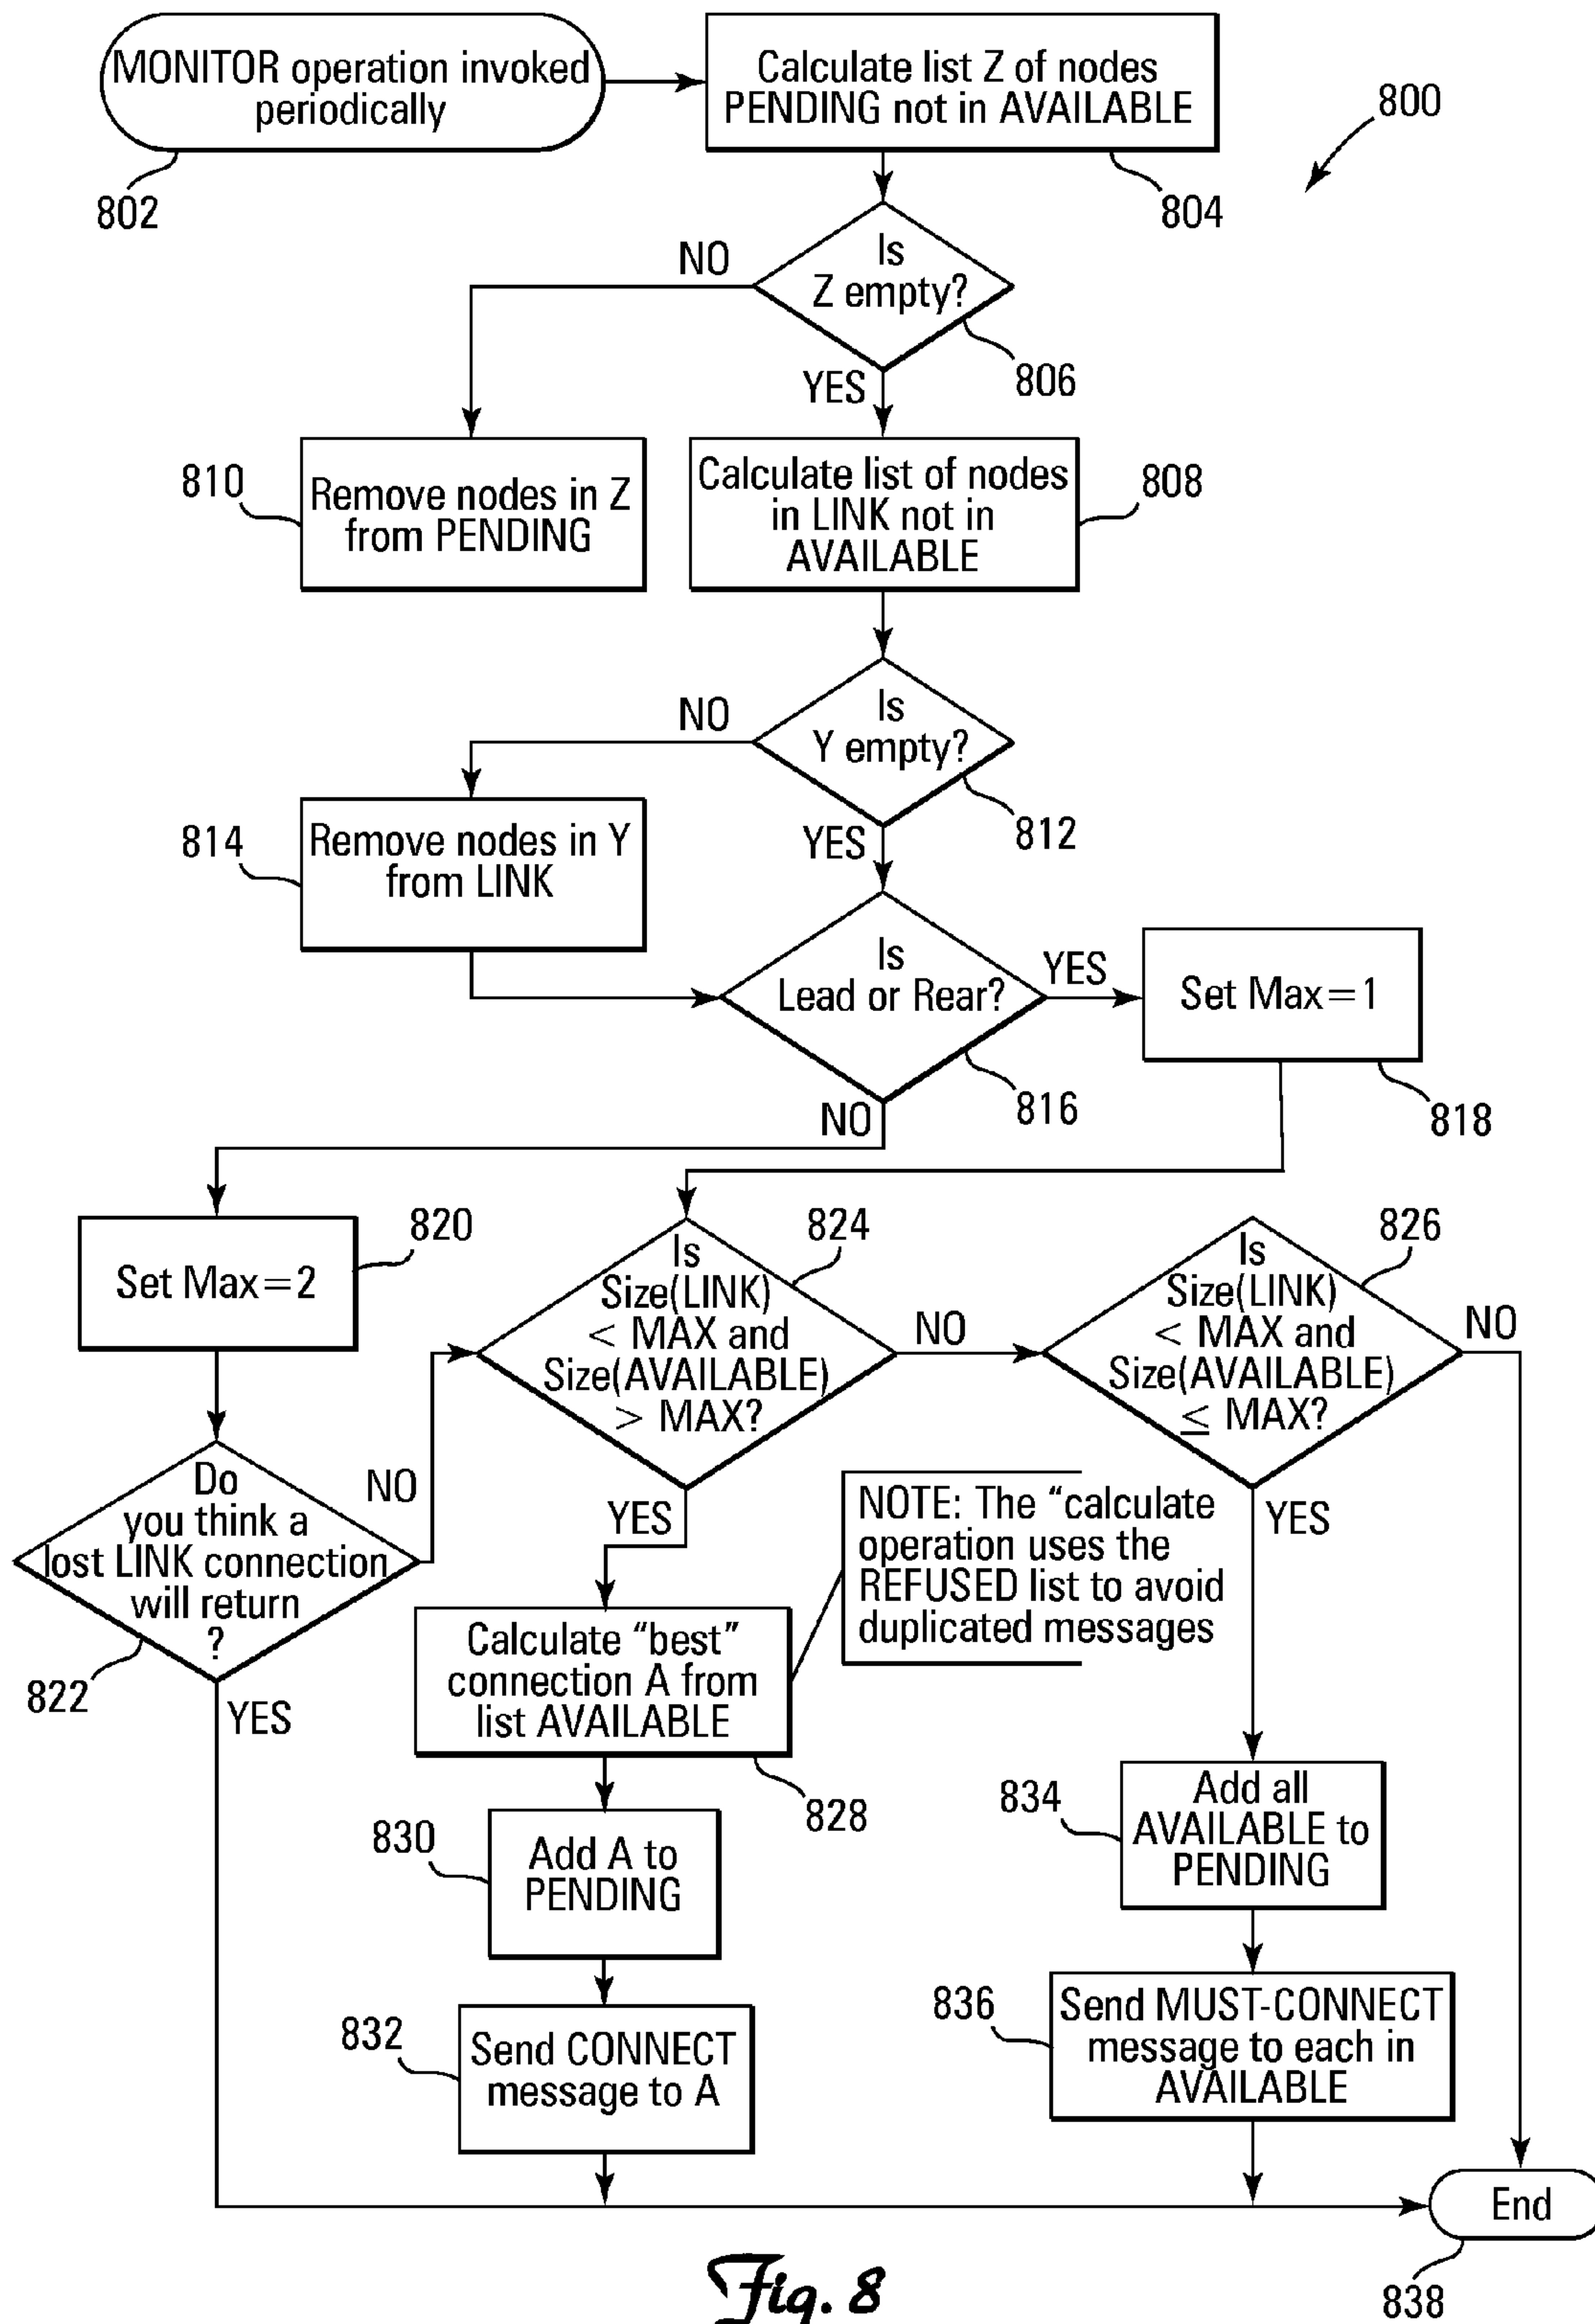 MONITOR operation invoked
periodically
802
Calculate list Z of nodes
PENDING not in AVAILABLE
804
800
Is
Z empty?
806
NO
YES
810
Remove nodes in Z
from PENDING
Calculate list of nodes
in LINK not in
AVAILABLE
808
Is
Y empty?
812
NO
YES
814
Remove nodes in Y
from LINK
Is
Lead or Rear?
816
YES
NO
Set Max=1
818
Set Max=2
820
Do
you think a
lost LINK connection
will return
?
822
NO
YES
Is
Size(LINK)
< MAX and
Size(AVAILABLE)
> MAX?
824
NO
YES
Is
Size(LINK)
< MAX and
Size(AVAILABLE)
≤ MAX?
826
NO
YES
NOTE: The “calculate
operation uses the
REFUSED list to avoid
duplicated messages
Calculate “best”
connection A from
list AVAILABLE
828
830
Add A to
PENDING
832
Send CONNECT
message to A
834
Add all
AVAILABLE to
PENDING
836
Send MUST-CONNECT
message to each in
AVAILABLE
End
838
Fig. 8